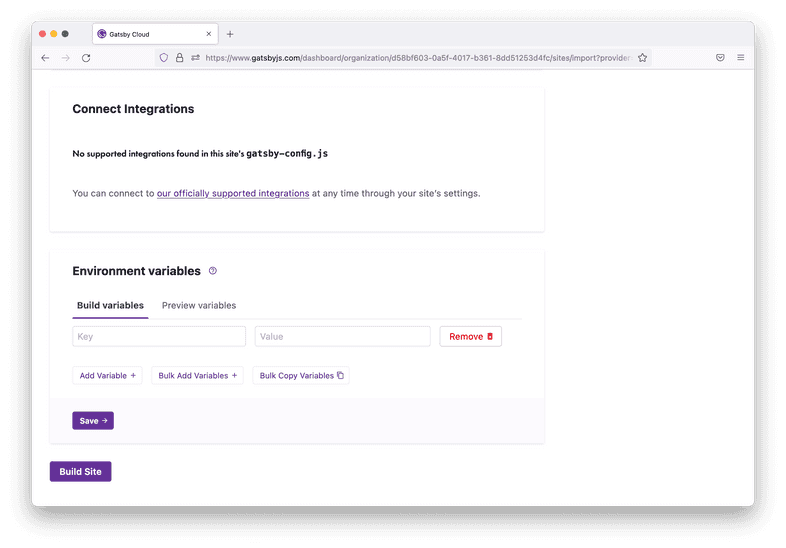 Gatsby Cloud
https://www.gatsbyjs.com/dashboard/organization/d58bf603-0a5f-4017-b361-8dd51253d4fc/sites/import?provider
Connect Integrations
No supported integrations found in this site's gatsby-config.js
You can connect to our officially supported integrations at any time through your site's settings.
Environment variables
Build variables Preview variables
Key Value Remove
Add Variable + Bulk Add Variables + Bulk Copy Variables
Save →
Build Site